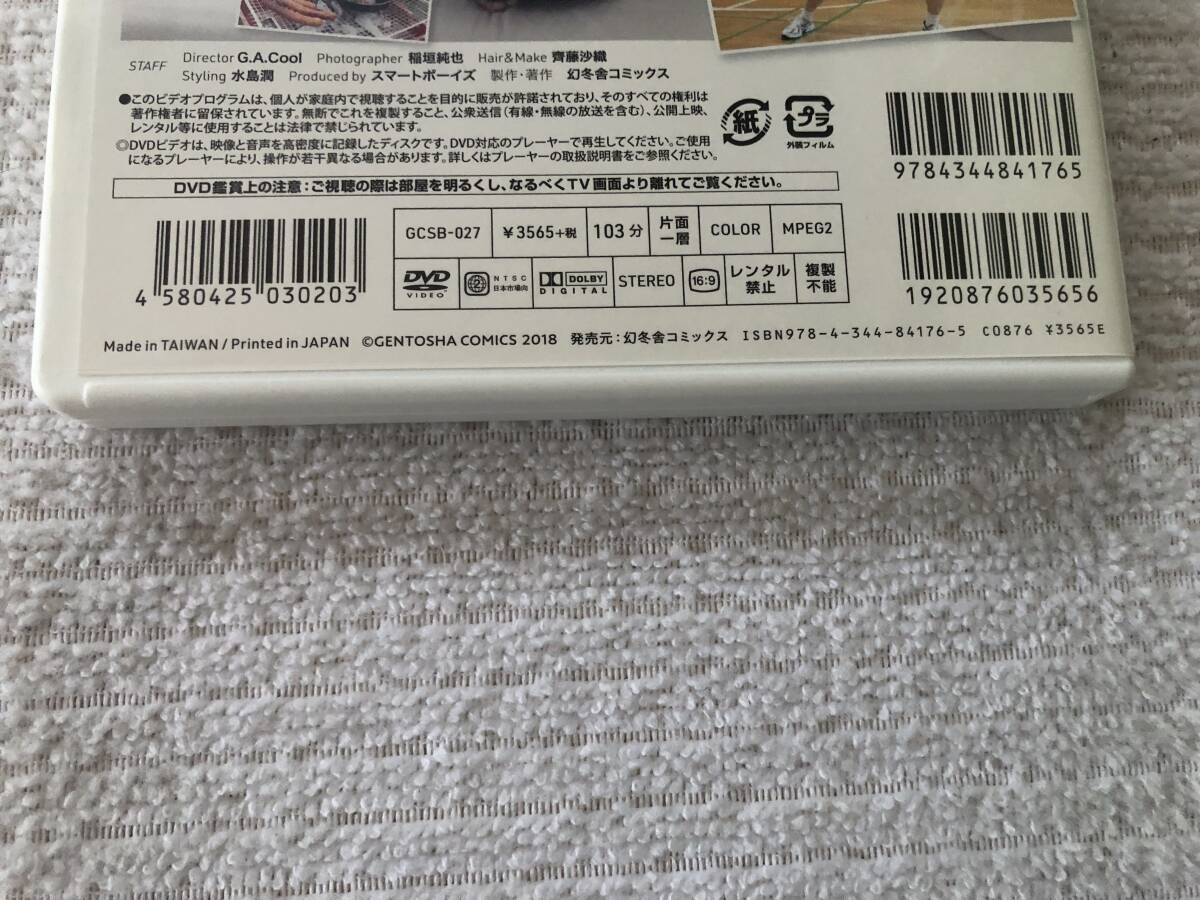 STAFF Director G.A.Cool Photographer 稲垣純也 Hair&Make 齊藤沙織
Styling 水島潤 Produced by スマートボーイズ 製作・著作 幻冬舎コミックス
●このビデオプログラムは、個人が家庭内で視聴することを目的に販売が許諾されており、そのすべての権利は
著作権者に留保されています。無断でこれを複製すること、公衆送信(有線・無線の放送を含む)、公開上映、
レンタル等に使用することは法律で禁じられています。
◎DVDビデオは、映像と音声を高密度に記録したディスクです。DVD対応のプレーヤーで再生してください。ご使用
になるプレーヤーにより、操作が若干異なる場合があります。詳しくはプレーヤーの取扱説明書をご参照ください。
紙
プラ
外装フィルム
9784344841765
DVD鑑賞上の注意：ご視聴の際は部屋を明るくし、なるべくTV画面より離れてご覧ください。
4 580425 030203
GCSB-027 ¥3565+税 103分 片面一層 COLOR MPEG2
DVD VIDEO 2 NTSC 日本市場向 DOLBY DIGITAL STEREO 16:9 レンタル禁止 複製不能
1920876035656
Made in TAIWAN / Printed in JAPAN ©GENTOSHA COMICS 2018 発売元：幻冬舎コミックス ISBN978-4-344-84176-5 C0876 ¥3565E